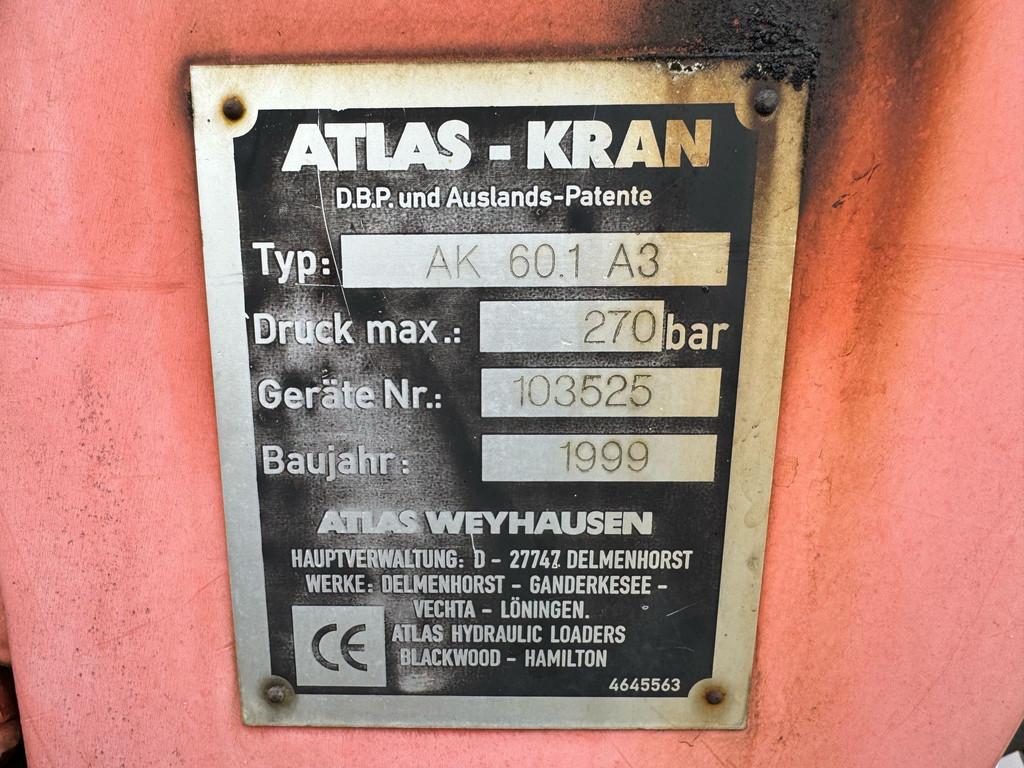 ATLAS - KRAN
D.B.P. und Auslands-Patente
Typ: AK 60.1 A3
Druck max.: 270 bar
Geräte Nr.: 103525
Baujahr: 1999
ATLAS WEYHAUSEN
HAUPTVERWALTUNG: D - 27747 DELMENHORST
WERKE: DELMENHORST - GANDERKESEE -
VECHTA - LÖNINGEN.
CE ATLAS HYDRAULIC LOADERS
BLACKWOOD - HAMILTON
4645563